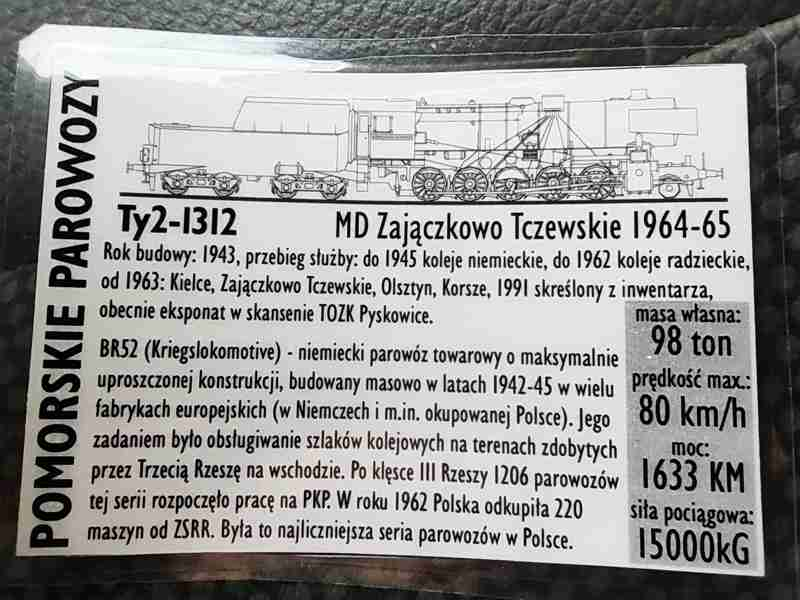 POMORSKIE PAROWOZY
Ty2-1312
MD Zajączkowo Tczewskie 1964-65
Rok budowy: 1943, przebieg służby: do 1945 koleje niemieckie, do 1962 koleje radzieckie,
od 1963: Kielce, Zajączkowo Tczewskie, Olsztyn, Korsze, 1991 skreślony z inwentarza,
obecnie eksponat w skansenie TOZK Pyskowice.
BR52 (Kriegslokomotive) - niemiecki parowóz towarowy o maksymalnie
uproszczonej konstrukcji, budowany masowo w latach 1942-45 w wielu
fabrykach europejskich (w Niemczech i m.in. okupowanej Polsce). Jego
zadaniem było obsługiwanie szlaków kolejowych na terenach zdobytych
przez Trzecią Rzeszę na wschodzie. Po klęsce III Rzeszy 1206 parowozów
tej serii rozpoczęło pracę na PKP. W roku 1962 Polska odkupiła 220
maszyn od ZSRR. Była to najliczniejsza seria parowozów w Polsce.
masa własna:
98 ton
prędkość max.:
80 km/h
moc:
1633 KM
siła pociągowa:
15000kG